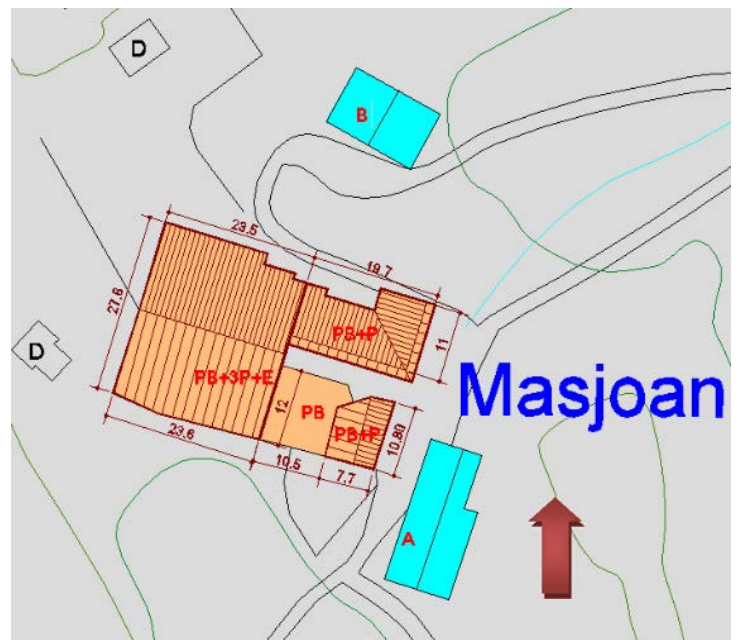 D
B
23.5
19.7
27.6
PB+P
11
D
PB+3P+E
Masjoan
12
PB
PB+P
10.80
23.6
10.5
7.7
A